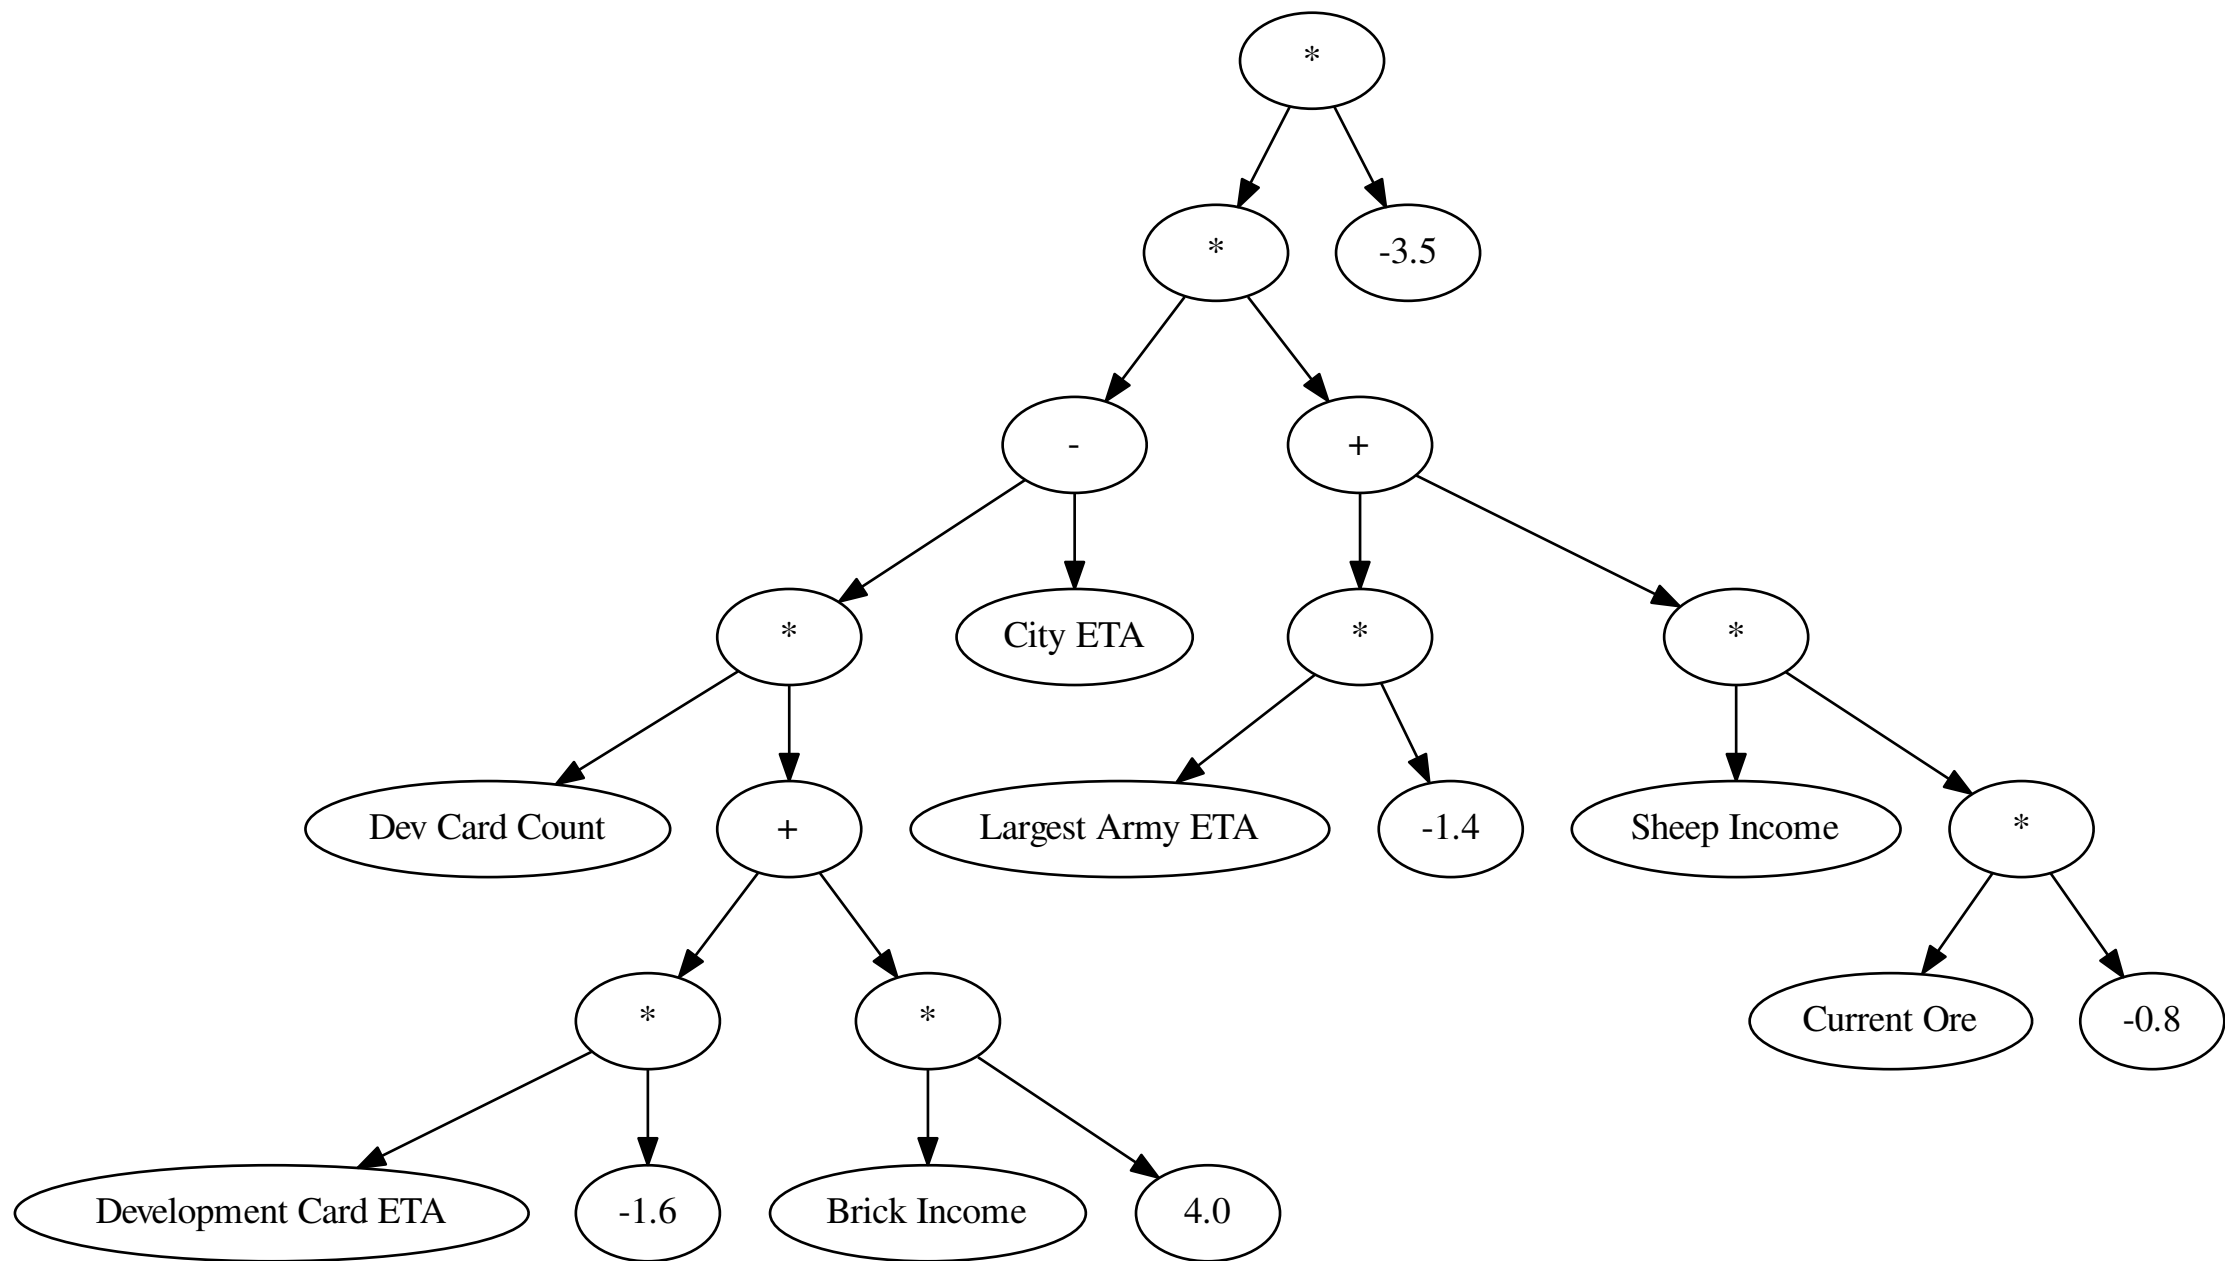 *
*
-3.5
-
+
*
City ETA
*
*
Dev Card Count
+
Largest Army ETA
-1.4
Sheep Income
*
*
*
Current Ore
-0.8
Development Card ETA
-1.6
Brick Income
4.0